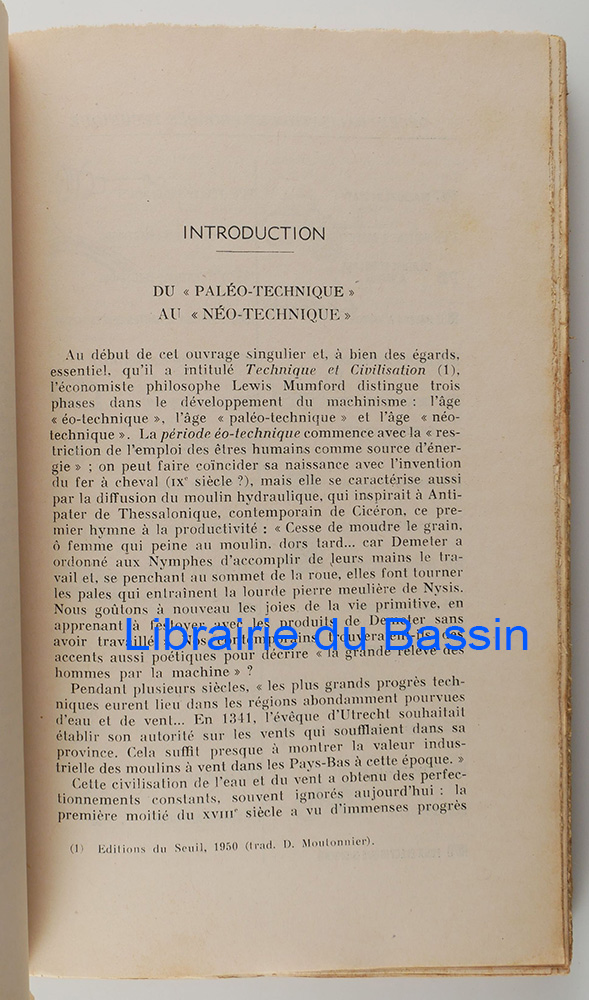 INTRODUCTION
DU « PALÉO-TECHNIQUE »
AU « NÉO-TECHNIQUE »
Au début de cet ouvrage singulier et, à bien des égards,
essentiel, qu'il a intitulé Technique et Civilisation (1),
l'économiste philosophe Lewis Mumford distingue trois
phases dans le développement du machinisme : l'âge
« éo-technique », l'âge « paléo-technique » et l'âge « néo-
technique ». La période éo-technique commence avec la « res-
triction de l'emploi des êtres humains comme source d'éner-
gie » ; on peut faire coïncider sa naissance avec l'invention
du fer à cheval (IXe siècle ?), mais elle se caractérise aussi
par la diffusion du moulin hydraulique, qui inspirait à Anti-
pater de Thessalonique, contemporain de Cicéron, ce pre-
mier hymne à la productivité : « Cesse de moudre le grain,
ô femme qui peine au moulin, dors tard... car Demeter a
ordonné aux Nymphes d'accomplir de leurs mains le tra-
vail et, se penchant au sommet de la roue, elles font tourner
les pales qui entraînent la lourde pierre meulière de Nysis.
Nous goûtons à nouveau les joies de la vie primitive, en
apprenant à festoyer avec les produits de Demeter sans
avoir travaillé. » Nos contemporains trouveraient-ils des
Librairie du Bassin
accents aussi poétiques pour décrire « la grande relève des
hommes par la machine » ?
Pendant plusieurs siècles, « les plus grands progrès tech-
niques eurent lieu dans les régions abondamment pourvues
d'eau et de vent... En 1341, l'évêque d'Utrecht souhaitait
établir son autorité sur les vents qui soufflaient dans sa
province. Cela suffit presque à montrer la valeur indus-
trielle des moulins à vent dans les Pays-Bas à cette époque. »
Cette civilisation de l'eau et du vent a obtenu des perfec-
tionnements constants, souvent ignorés aujourd'hui : la
première moitié du XVIIIe siècle a vu d'immenses progrès
(1) Editions du Seuil, 1950 (trad. D. Moutonnier).